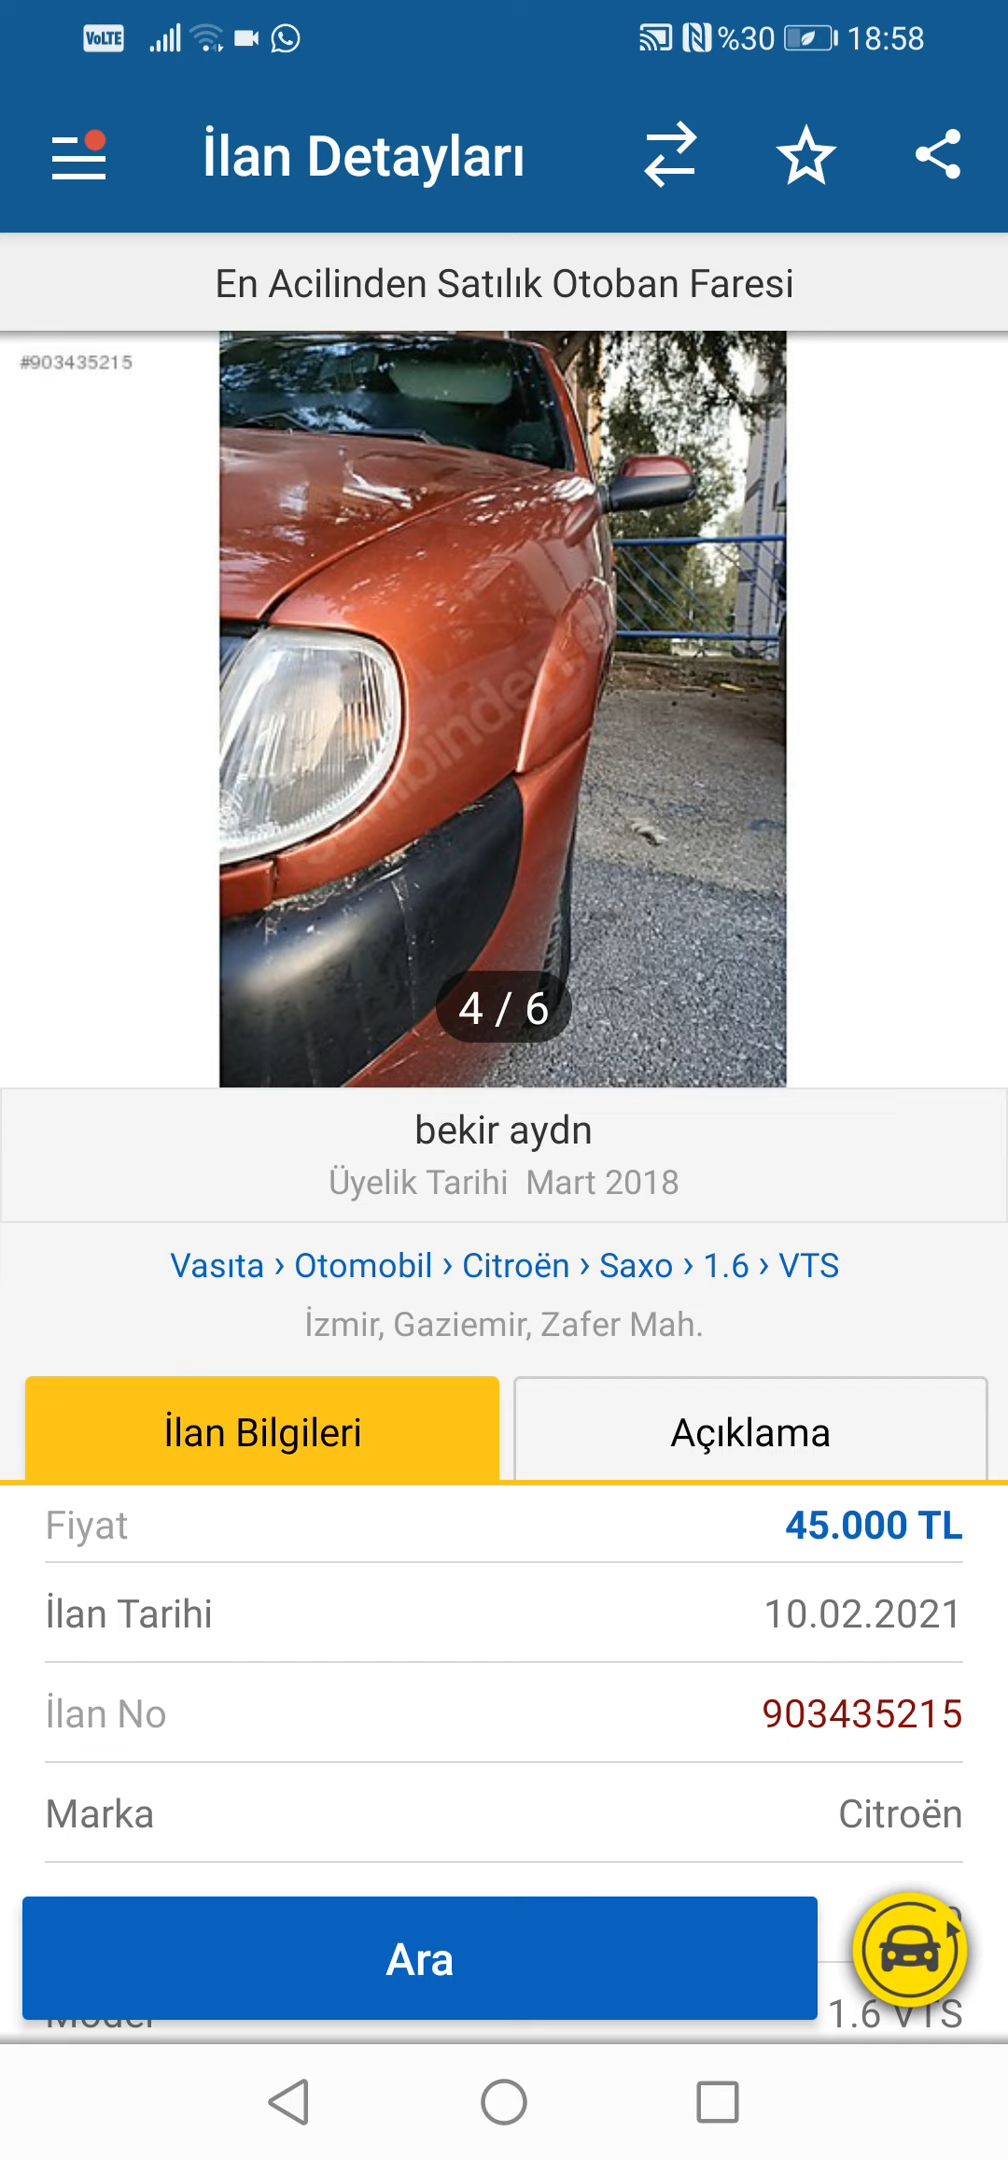 VoLTE %30 18:58
İlan Detayları
En Acilinden Satılık Otoban Faresi
#903435215
4 / 6
bekir aydn
Üyelik Tarihi Mart 2018
Vasıta › Otomobil › Citroën › Saxo › 1.6 › VTS
İzmir, Gaziemir, Zafer Mah.
İlan Bilgileri
Açıklama
Fiyat 45.000 TL
İlan Tarihi 10.02.2021
İlan No 903435215
Marka Citroën
Ara
Model 1.6 VTS